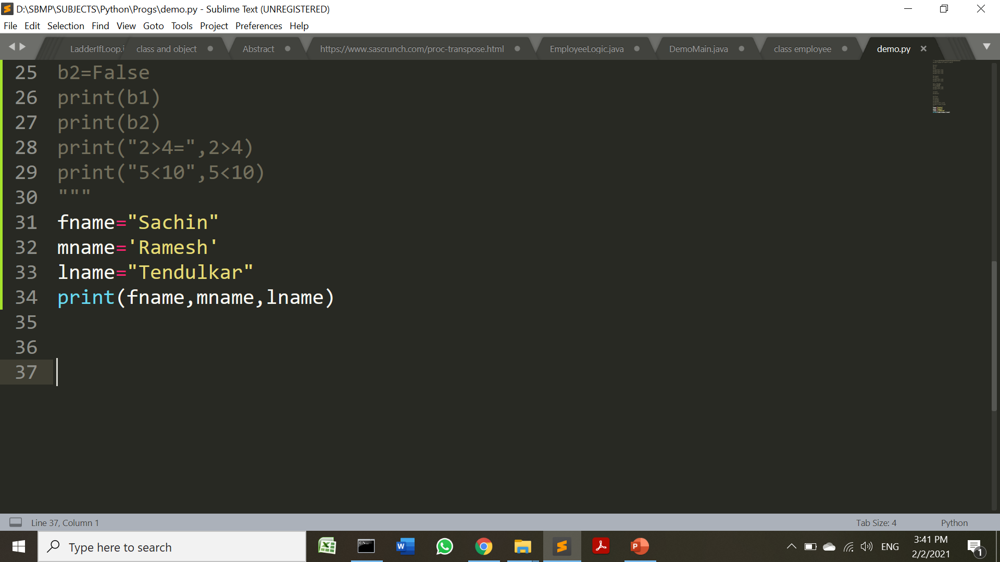 D:\SBMP\SUBJECTS\Python\Progs\demo.py - Sublime Text (UNREGISTERED)
File Edit Selection Find View Goto Tools Project Preferences Help
LadderIfLoop.j class and object Abstract https://www.sascrunch.com/proc-transpose.html EmployeeLogic.java DemoMain.java class employee demo.py
25 b2=False
26 print(b1)
27 print(b2)
28 print("2>4=",2>4)
29 print("5<10",5<10)
30 """
31 fname="Sachin"
32 mname='Ramesh'
33 lname="Tendulkar"
34 print(fname,mname,lname)
35
36
37
Line 37, Column 1 Tab Size: 4 Python
Type here to search
ENG
3:41 PM
2/2/2021
1